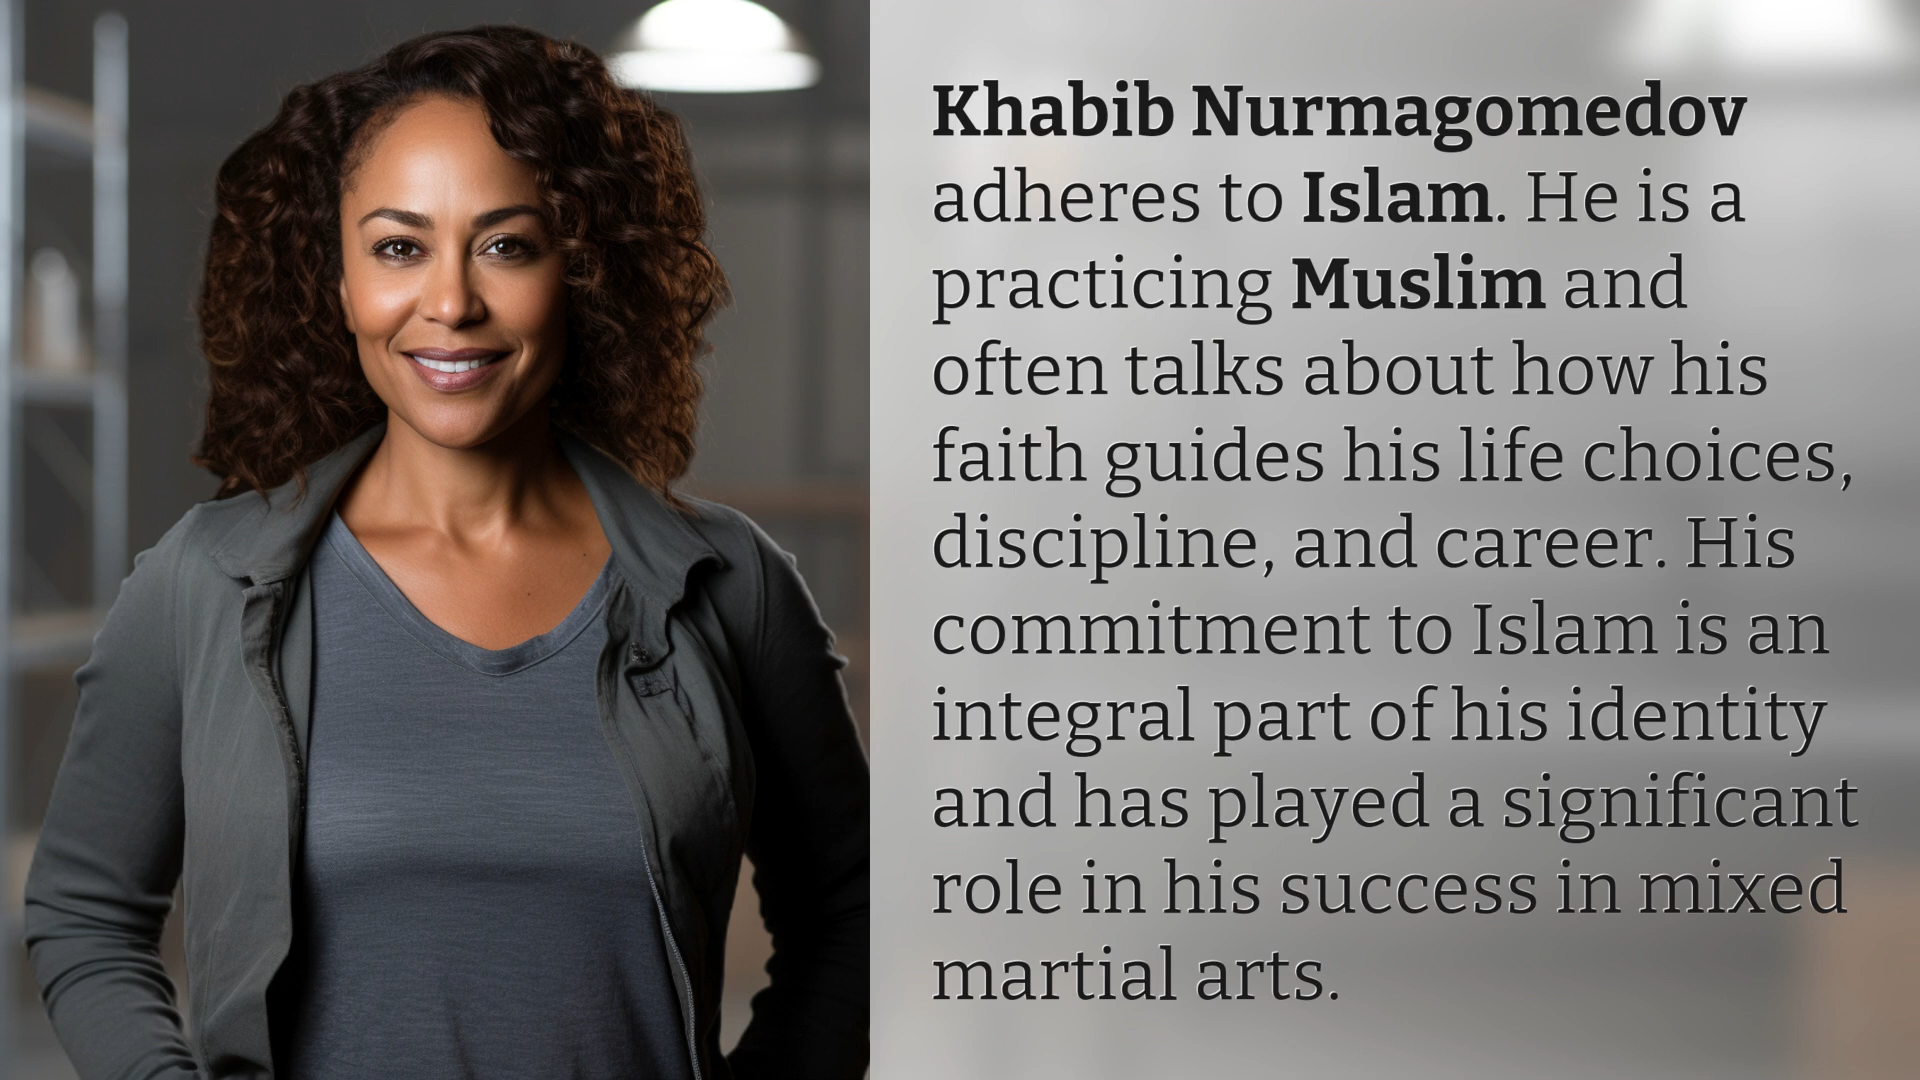 Khabib Nurmagomedov
adheres to Islam. He is a
practicing Muslim and
often talks about how his
faith guides his life choices,
discipline, and career. His
commitment to Islam is an
integral part of his identity
and has played a significant
role in his success in mixed
martial arts.